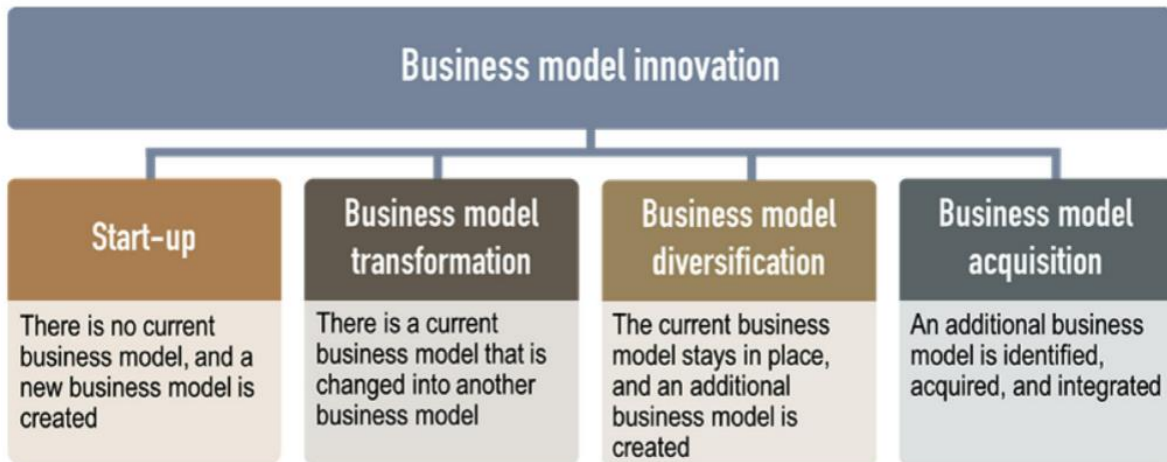 Business model innovation
Start-up
There is no current
business model, and a
new business model is
created
Business model
transformation
There is a current
business model that is
changed into another
business model
Business model
diversification
The current business
model stays in place,
and an additional
business model is
created
Business model
acquisition
An additional business
model is identified,
acquired, and integrated